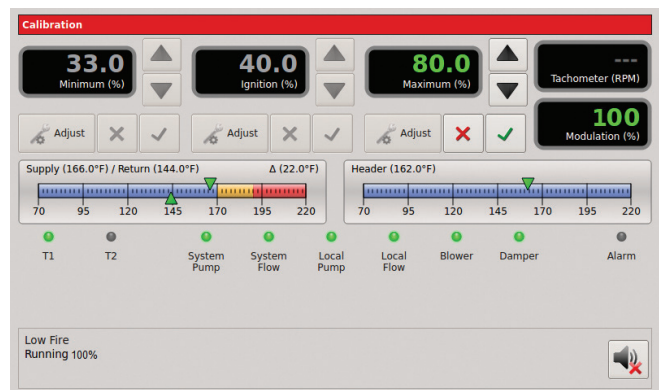 Calibration
33.0 40.0 80.0 ---
Minimum (%) Ignition (%) Maximum (%) Tachometer (RPM)
100
Modulation (%)
Adjust Adjust Adjust
Supply (166.0°F) / Return (144.0°F) Δ (22.0°F) Header (162.0°F)
70 95 120 145 170 195 220 70 95 120 145 170 195 220
T1 T2 System Pump System Flow Local Pump Local Flow Blower Damper Alarm
Low Fire
Running 100%